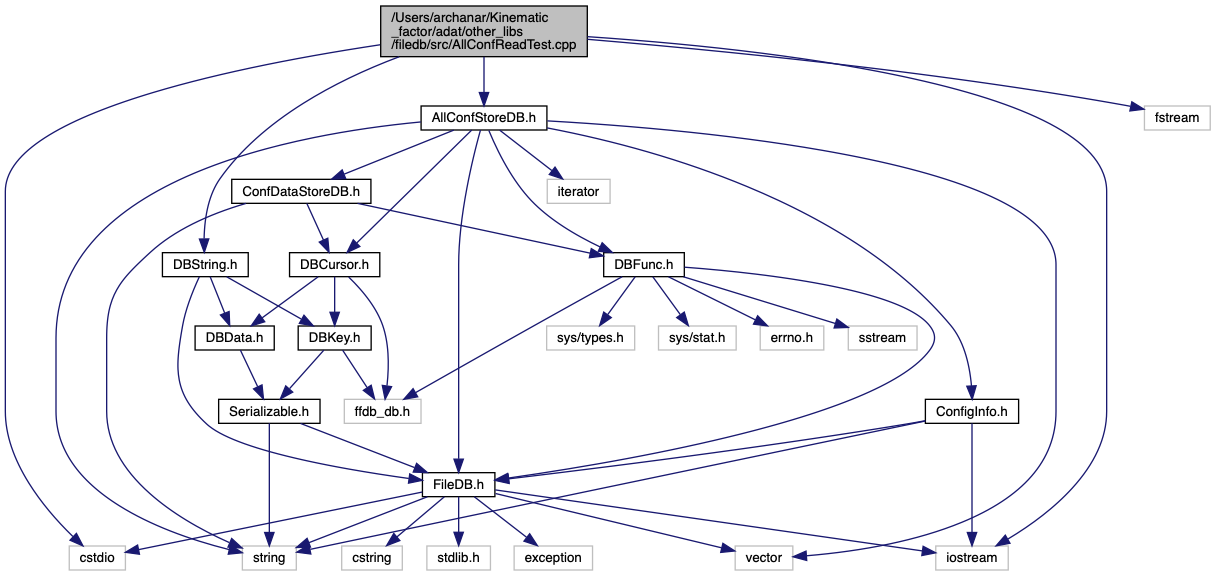 /Users/archanar/Kinematic
_factor/adat/other_libs
/filedb/src/AllConfReadTest.cpp
AllConfStoreDB.h
fstream
ConfDataStoreDB.h
iterator
DBString.h
DBCursor.h
DBFunc.h
DBData.h
DBKey.h
sys/types.h
sys/stat.h
errno.h
sstream
Serializable.h
ffdb_db.h
ConfigInfo.h
FileDB.h
cstdio
string
cstring
stdlib.h
exception
vector
iostream